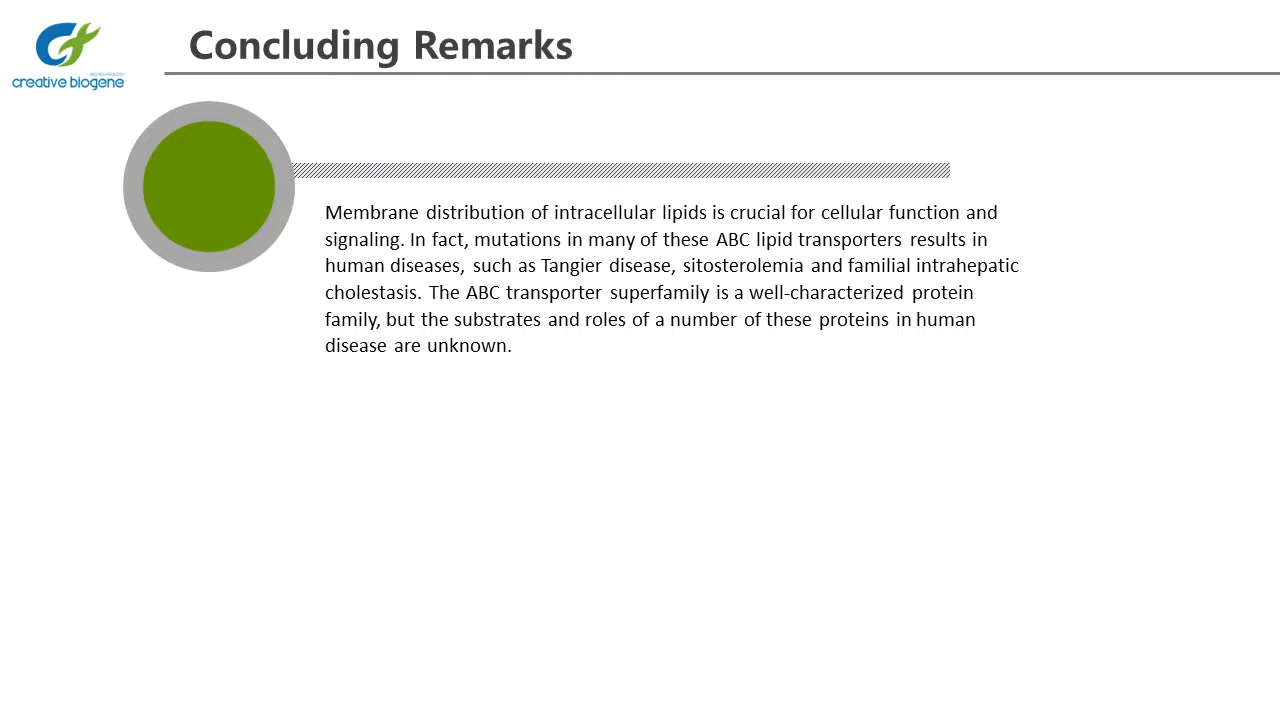 Concluding Remarks
BIOTECHNOLOGY
creative biogene
Membrane distribution of intracellular lipids is crucial for cellular function and
signaling. In fact, mutations in many of these ABC lipid transporters results in
human diseases, such as Tangier disease, sitosterolemia and familial intrahepatic
cholestasis. The ABC transporter superfamily is a well-characterized protein
family, but the substrates and roles of a number of these proteins in human
disease are unknown.